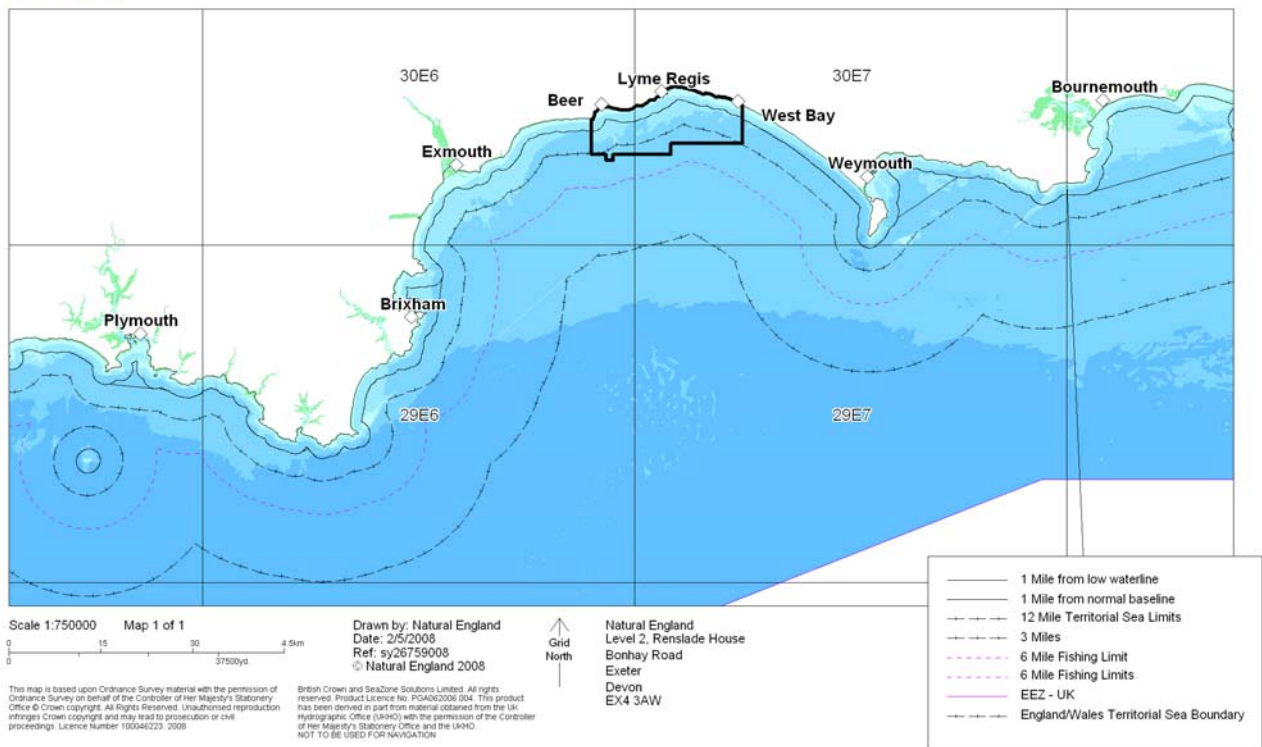 30E6
Lyme Regis
30E7
Bournemouth
Beer
West Bay
Exmouth
Weymouth
Brixham
Plymouth
29E6
29E7
1 Mile from low waterline
1 Mile from normal baseline
12 Mile Territorial Sea Limits
3 Miles
6 Mile Fishing Limit
6 Mile Fishing Limits
EEZ - UK
England/Wales Territorial Sea Boundary
Scale 1:750000 Map 1 of 1
0 15 30 4.5km
0 37500yd.
Drawn by: Natural England
Date: 2/5/2008
Ref: sy26759008
© Natural England 2008
Grid
North
Natural England
Level 2, Renslade House
Bonhay Road
Exeter
Devon
EX4 3AW
This map is based upon Ordnance Survey material with the permission of
Ordnance Survey on behalf of the Controller of Her Majesty's Stationery
Office © Crown copyright. All Rights Reserved. Unauthorised reproduction
infringes Crown copyright and may lead to prosecution or civil
proceedings. Licence Number 100046223. 2008
British Crown and SeaZone Solutions Limited. All rights
reserved. Product Licence No. PGA062006.004. This product
has been derived in part from material obtained from the UK
Hydrographic Office (UKHO) with the permission of the Controller
of Her Majesty's Stationery Office and the UKHO.
NOT TO BE USED FOR NAVIGATION